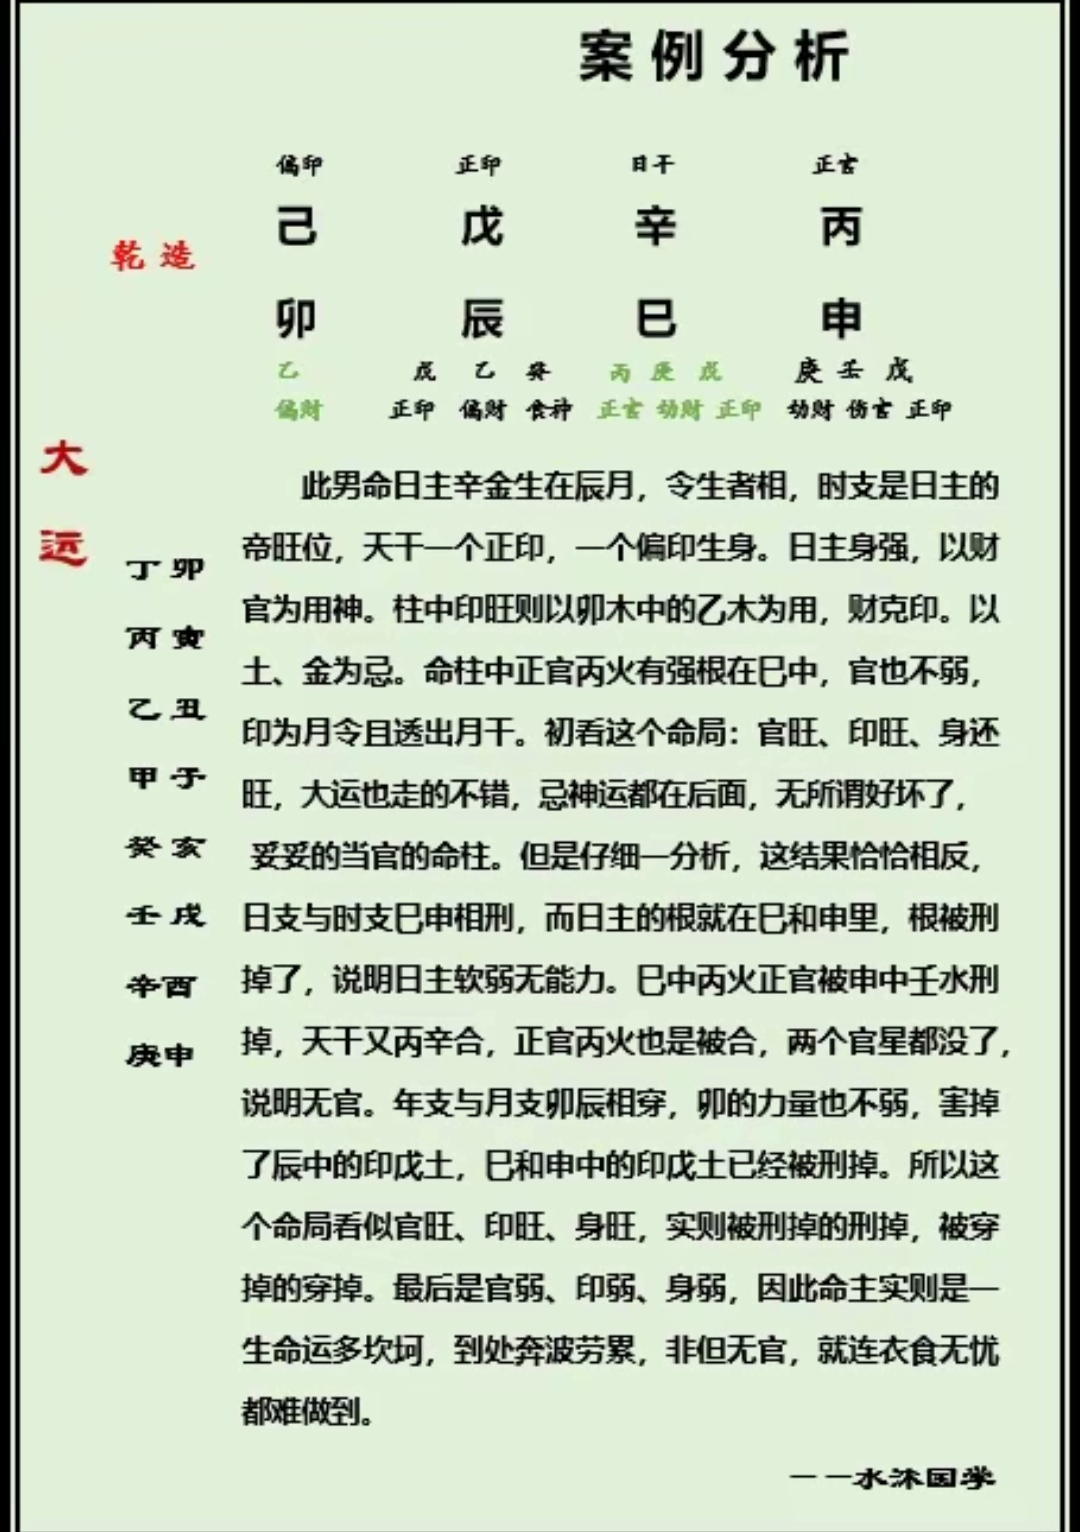 案例分析
偏印 正印 日干 正官
己 戊 辛 丙
乾造
卯 辰 巳 申
乙 戊 乙 癸 丙 庚 戊 庚 壬 戊
偏财 正印 偏财 食神 正官 劫财 正印 劫财 伤官 正印
大
运
丁卯
丙寅
乙丑
甲子
癸亥
壬戌
辛酉
庚申
此男命日主辛金生在辰月，令生者相，时支是日主的
帝旺位，天干一个正印，一个偏印生身。日主身强，以财
官为用神。柱中印旺则以卯木中的乙木为用，财克印。以
土、金为忌。命柱中正官丙火有强根在巳中，官也不弱，
印为月令且透出月干。初看这个命局：官旺、印旺、身还
旺，大运也走的不错，忌神运都在后面，无所谓好坏了，
妥妥的当官的命柱。但是仔细一分析，这结果恰恰相反，
日支与时支巳申相刑，而日主的根就在巳和申里，根被刑
掉了，说明日主软弱无能力。巳中丙火正官被申中壬水刑
掉，天干又丙辛合，正官丙火也是被合，两个官星都没了，
说明无官。年支与月支卯辰相穿，卯的力量也不弱，害掉
了辰中的印戊土，巳和申中的印戊土已经被刑掉。所以这
个命局看似官旺、印旺、身旺，实则被刑掉的刑掉，被穿
掉的穿掉。最后是官弱、印弱、身弱，因此命主实则是一
生命运多坎坷，到处奔波劳累，非但无官，就连衣食无忧
都难做到。
——水沐国学